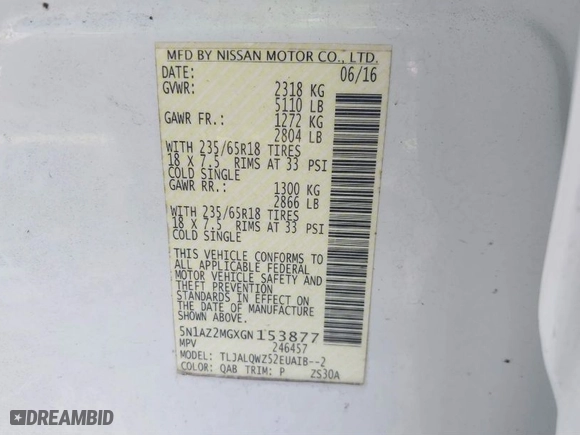 MFD BY NISSAN MOTOR CO., LTD.
DATE: 06/16
GVWR: 2318 KG
5110 LB
GAWR FR.: 1272 KG
2804 LB
WITH 235/65R18 TIRES
18 X 7.5 RIMS AT 33 PSI
COLD SINGLE
GAWR RR.: 1300 KG
2866 LB
WITH 235/65R18 TIRES
18 X 7.5 RIMS AT 33 PSI
COLD SINGLE
THIS VEHICLE CONFORMS TO
ALL APPLICABLE FEDERAL
MOTOR VEHICLE SAFETY AND
THEFT PREVENTION
STANDARDS IN EFFECT ON
THE DATE OF MANUFACTURE
SHOWN ABOVE.
5N1AZ2MGXGN153877
MPV 246457
MODEL: TLJALQWZ52EUAIB--2
COLOR: QAB TRIM: P ZS30A
DREAMBID